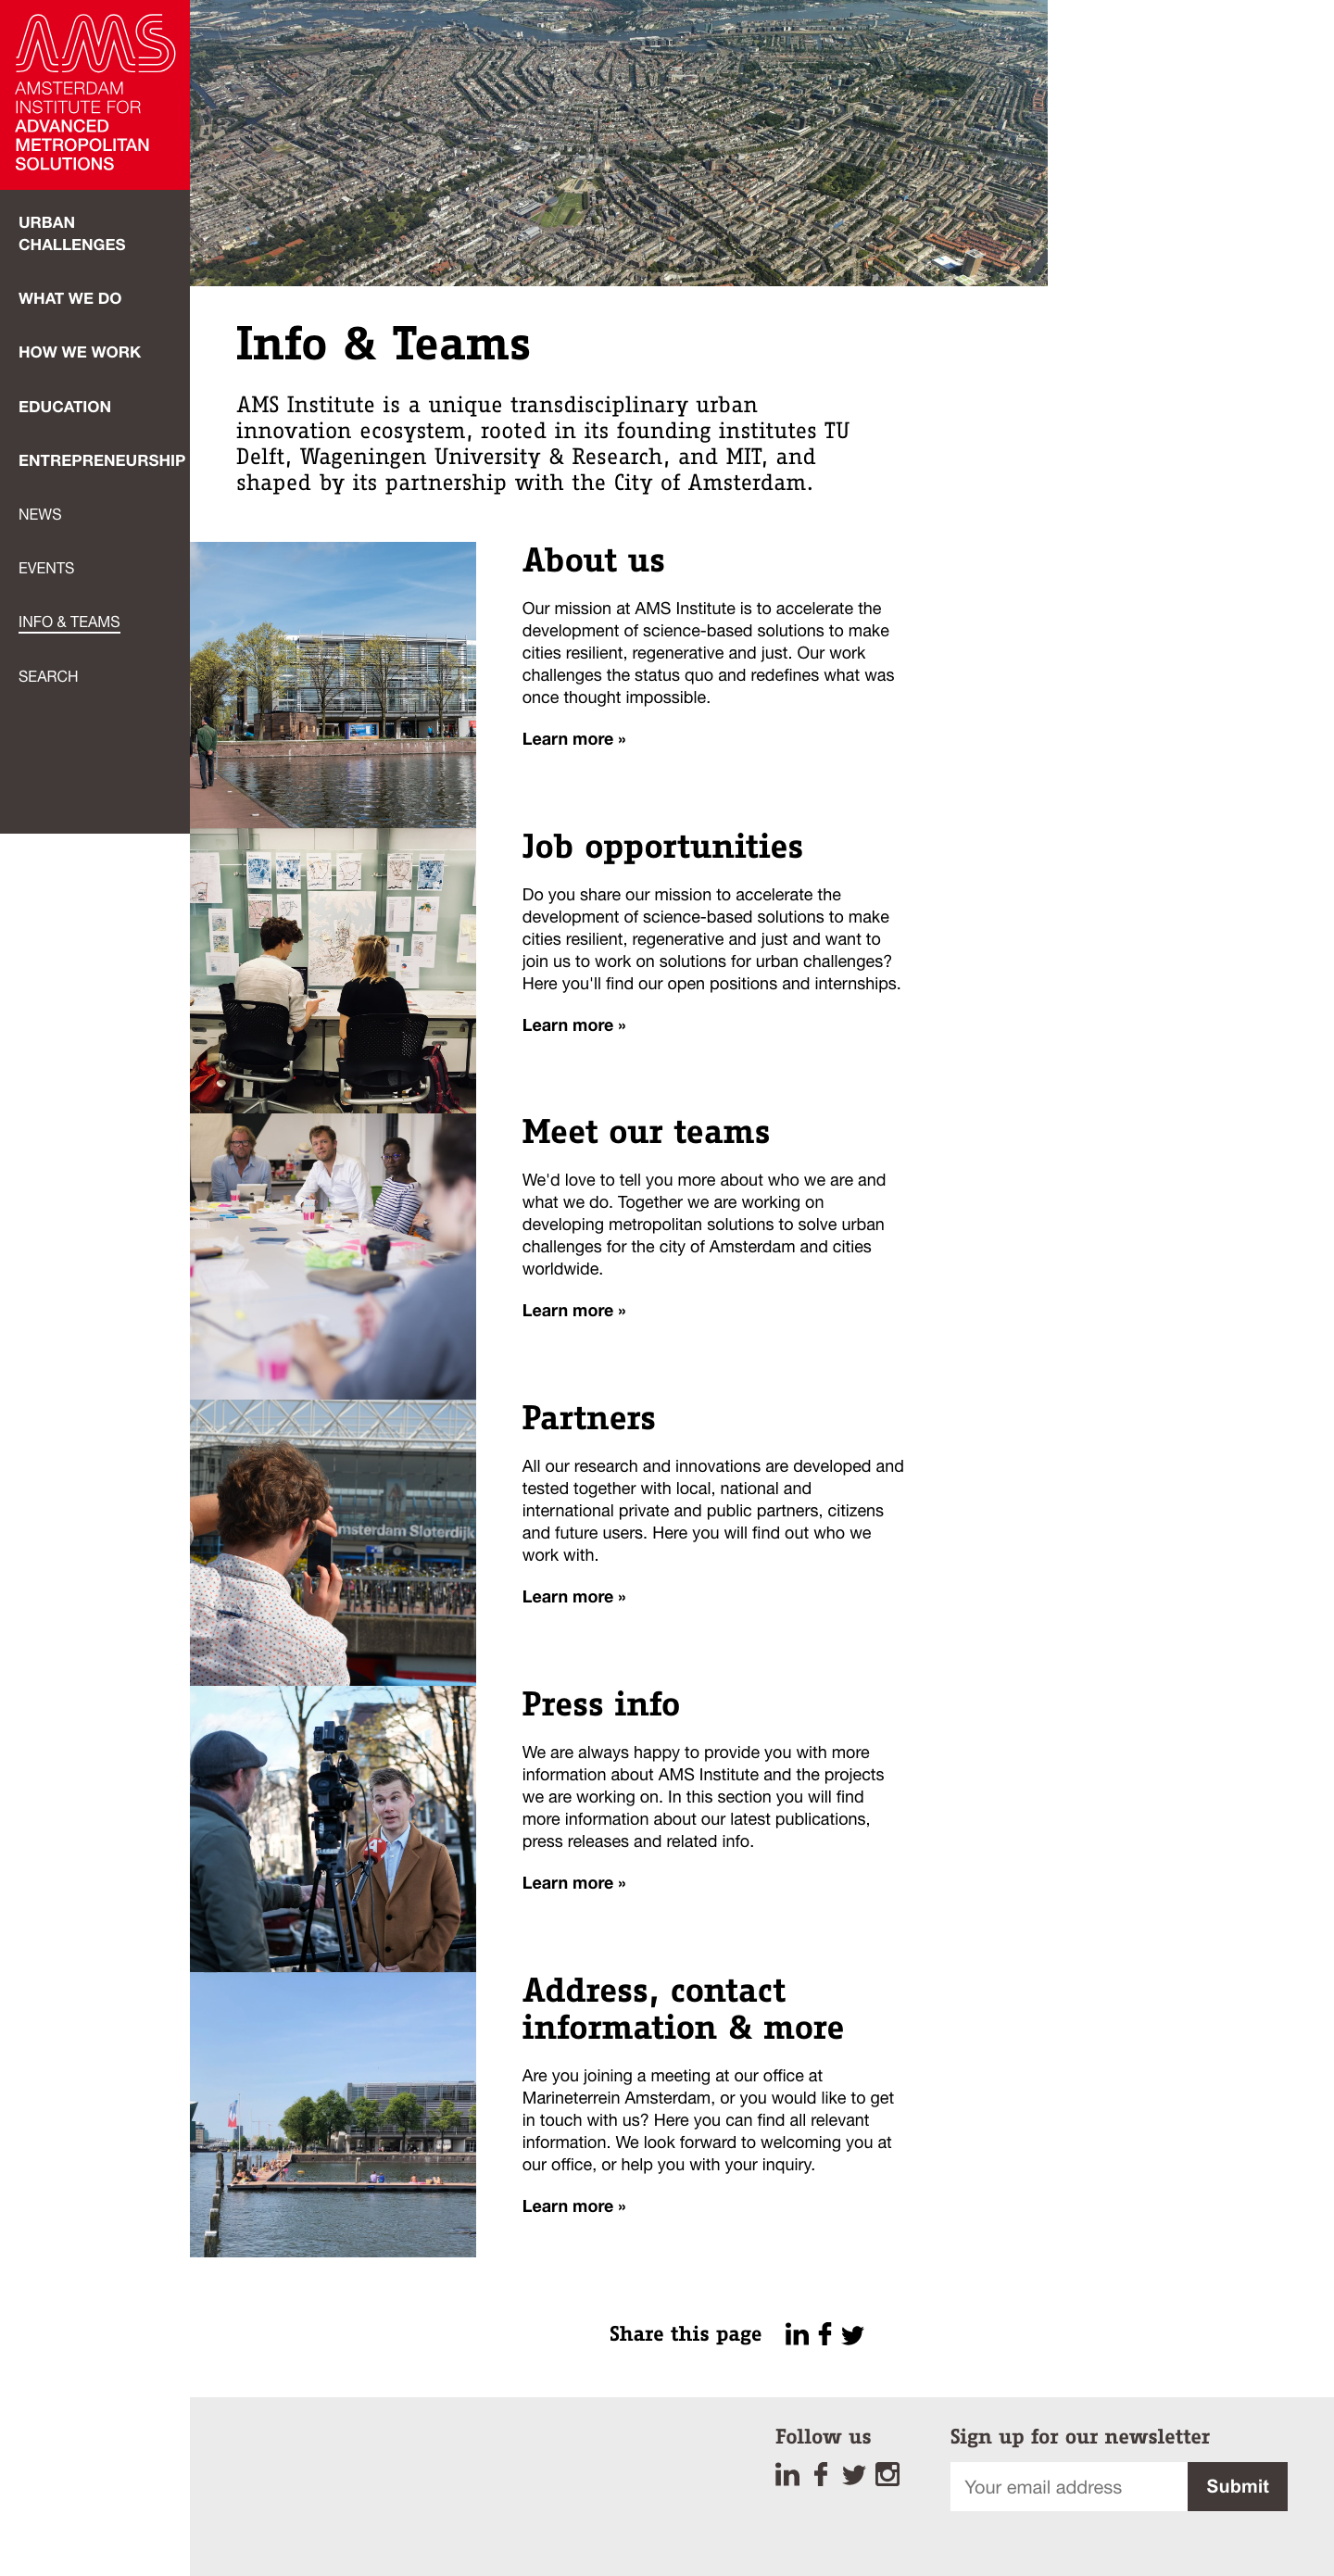 AMS
AMSTERDAM
INSTITUTE FOR
ADVANCED
METROPOLITAN
SOLUTIONS
URBAN
CHALLENGES
WHAT WE DO
HOW WE WORK
EDUCATION
ENTREPRENEURSHIP
NEWS
EVENTS
INFO & TEAMS
SEARCH
Info & Teams
AMS Institute is a unique transdisciplinary urban
innovation ecosystem, rooted in its founding institutes TU
Delft, Wageningen University & Research, and MIT, and
shaped by its partnership with the City of Amsterdam.
About us
Our mission at AMS Institute is to accelerate the
development of science-based solutions to make
cities resilient, regenerative and just. Our work
challenges the status quo and redefines what was
once thought impossible.
Learn more »
Job opportunities
Do you share our mission to accelerate the
development of science-based solutions to make
cities resilient, regenerative and just and want to
join us to work on solutions for urban challenges?
Here you'll find our open positions and internships.
Learn more »
Meet our teams
We'd love to tell you more about who we are and
what we do. Together we are working on
developing metropolitan solutions to solve urban
challenges for the city of Amsterdam and cities
worldwide.
Learn more »
msterdam Sloterdijk
Partners
All our research and innovations are developed and
tested together with local, national and
international private and public partners, citizens
and future users. Here you will find out who we
work with.
Learn more »
Press info
We are always happy to provide you with more
information about AMS Institute and the projects
we are working on. In this section you will find
more information about our latest publications,
press releases and related info.
Learn more »
Address, contact
information & more
Are you joining a meeting at our office at
Marineterrein Amsterdam, or you would like to get
in touch with us? Here you can find all relevant
information. We look forward to welcoming you at
our office, or help you with your inquiry.
Learn more »
Share this page
Follow us
Sign up for our newsletter
Your email address
Submit